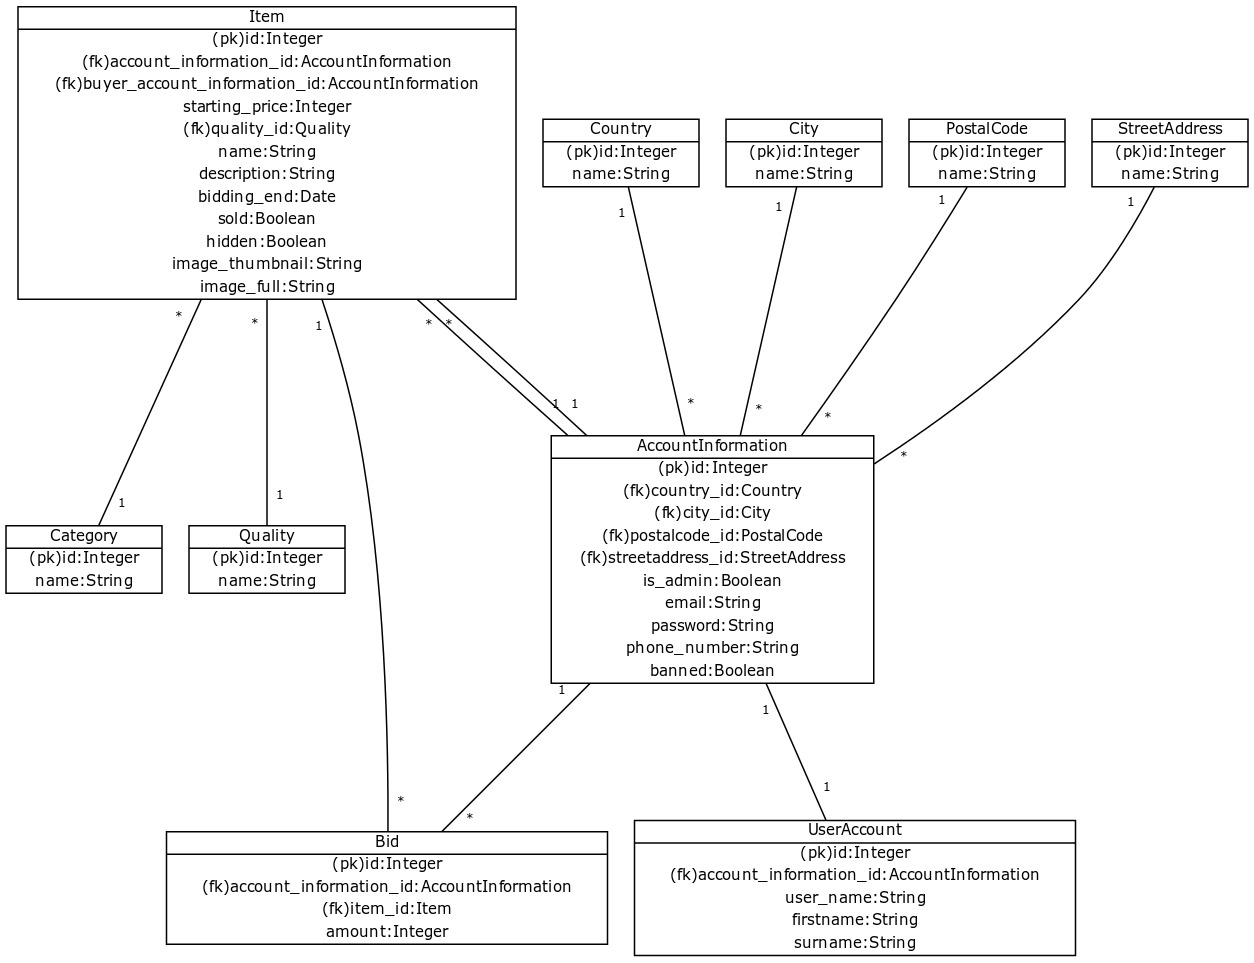 Item
(pk)id:Integer
(fk)account_information_id:AccountInformation
(fk)buyer_account_information_id:AccountInformation
starting_price:Integer
(fk)quality_id:Quality
name:String
description:String
bidding_end:Date
sold:Boolean
hidden:Boolean
image_thumbnail:String
image_full:String
Country
(pk)id:Integer
name:String
City
(pk)id:Integer
name:String
PostalCode
(pk)id:Integer
name:String
StreetAddress
(pk)id:Integer
name:String
1
1
1
1
*
*
1
*
*
1
1
*
*
*
*
1
1
Category
(pk)id:Integer
name:String
Quality
(pk)id:Integer
name:String
AccountInformation
(pk)id:Integer
(fk)country_id:Country
(fk)city_id:City
(fk)postalcode_id:PostalCode
(fk)streetaddress_id:StreetAddress
is_admin:Boolean
email:String
password:String
phone_number:String
banned:Boolean
1
1
*
*
1
Bid
(pk)id:Integer
(fk)account_information_id:AccountInformation
(fk)item_id:Item
amount:Integer
UserAccount
(pk)id:Integer
(fk)account_information_id:AccountInformation
user_name:String
firstname:String
surname:String